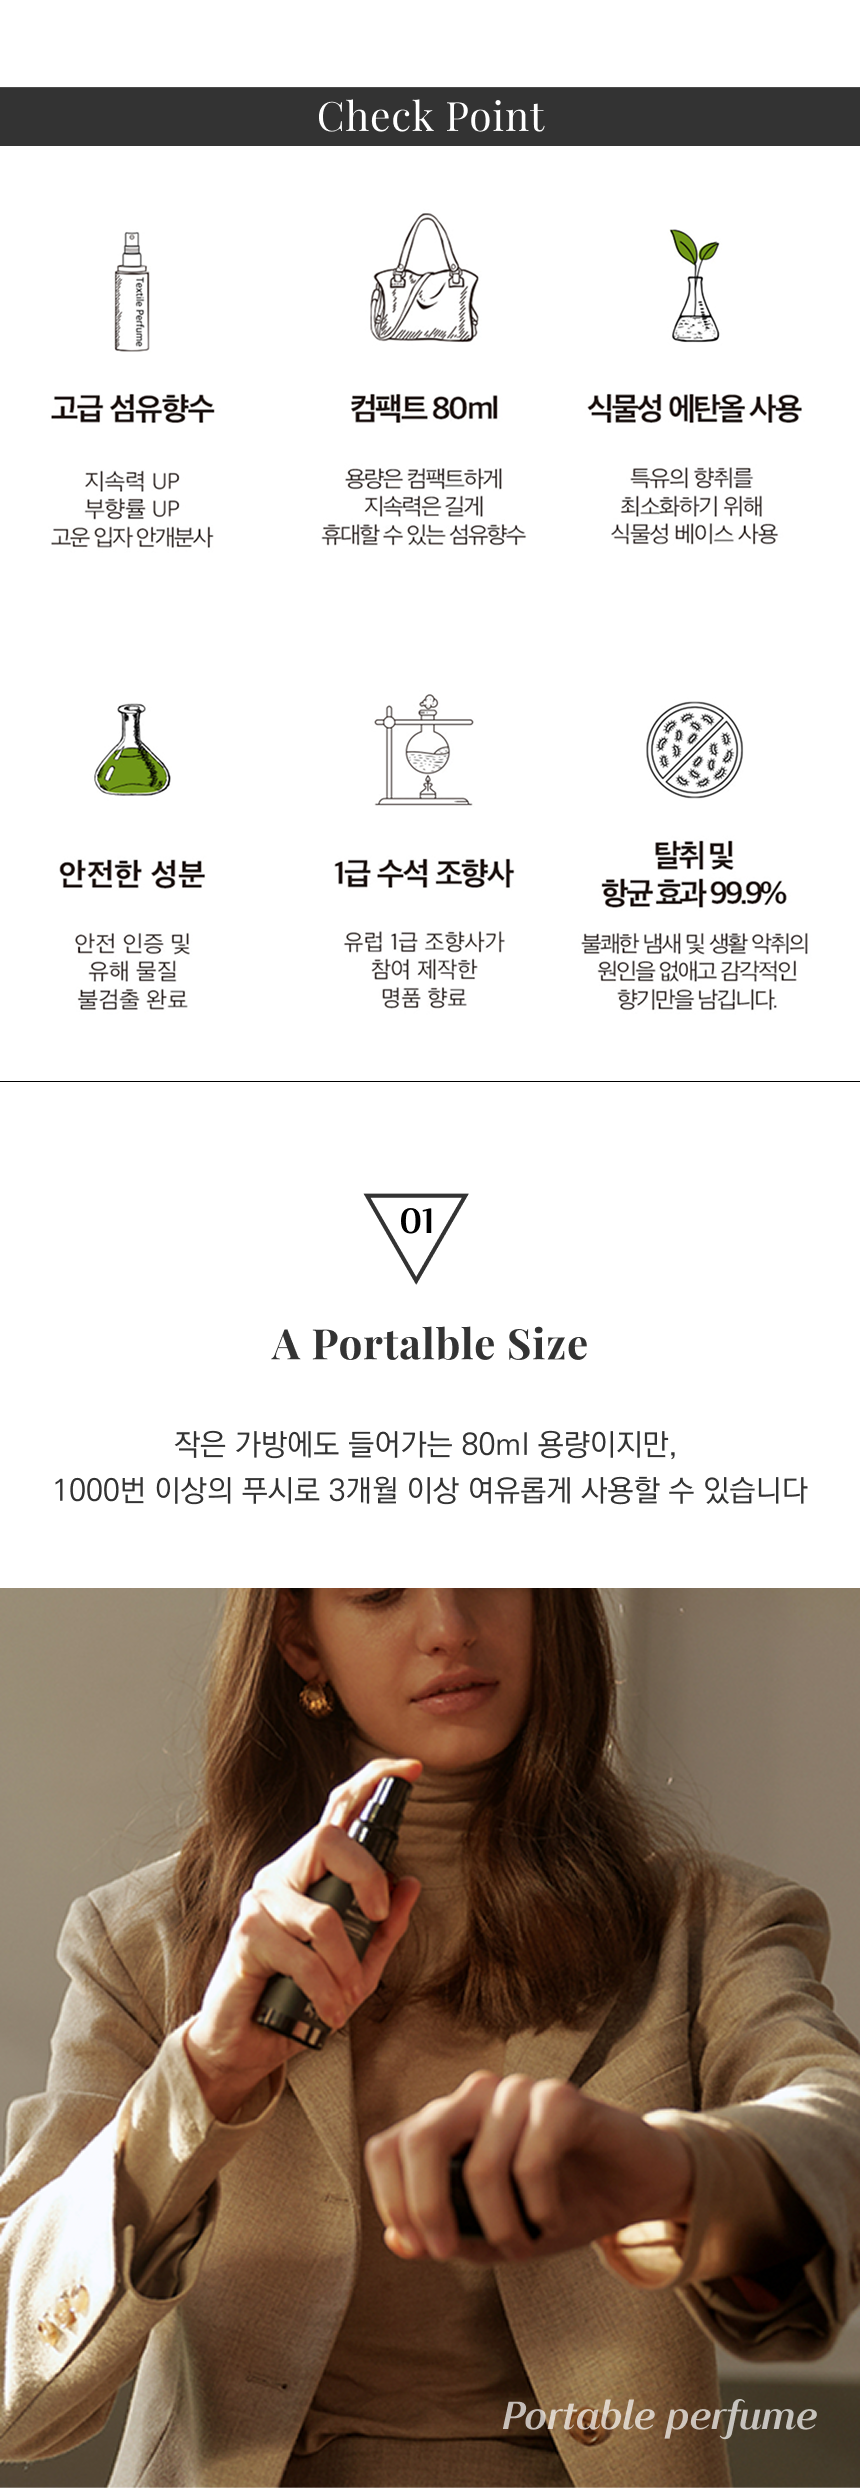 Check Point
Textile Perfume
고급 섬유향수
지속력 UP
부향률 UP
고운 입자 안개분사
컴팩트 80ml
용량은 컴팩트하게
지속력은 길게
휴대할 수 있는 섬유향수
식물성 에탄올 사용
특유의 향취를
최소화하기 위해
식물성 베이스 사용
안전한 성분
안전 인증 및
유해 물질
불검출 완료
1급 수석 조향사
유럽 1급 조향사가
참여 제작한
명품 향료
탈취 및
항균 효과 99.9%
불쾌한 냄새 및 생활 악취의
원인을 없애고 감각적인
향기만을 남깁니다.
01
A Portalble Size
작은 가방에도 들어가는 80ml 용량이지만,
1000번 이상의 푸시로 3개월 이상 여유롭게 사용할 수 있습니다
Portable perfume